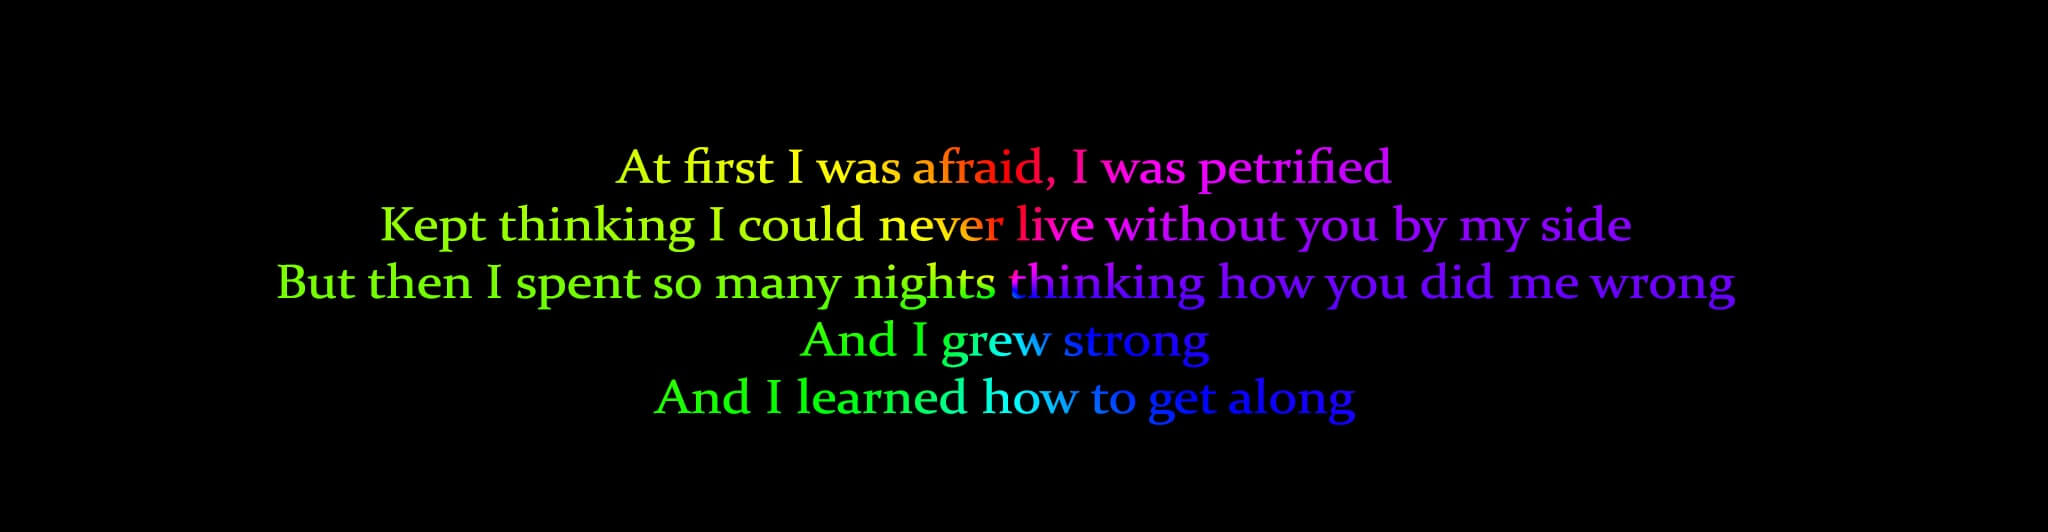 At first I was afraid, I was petrified
Kept thinking I could never live without you by my side
But then I spent so many nights thinking how you did me wrong
And I grew strong
And I learned how to get along